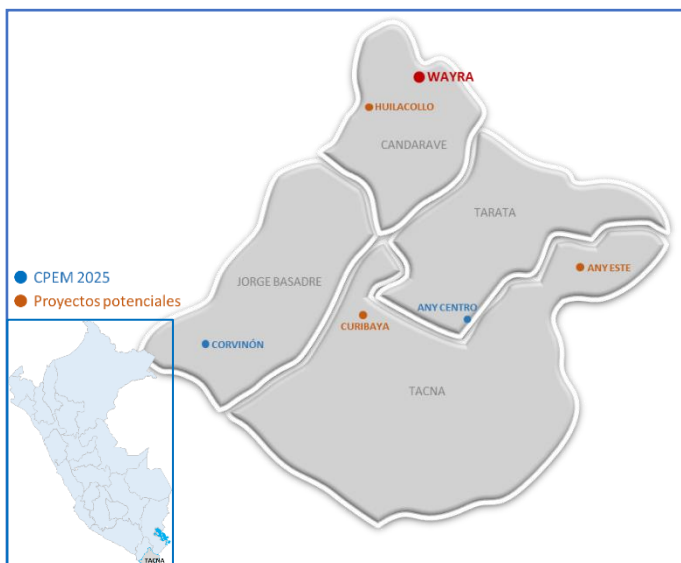 WAYRA
HUILACOLLO
CANDARAVE
TARATA
ANY ESTE
JORGE BASADRE
CPEM 2025
Proyectos potenciales
ANY CENTRO
CURIBAYA
CORVINÓN
TACNA
TACNA